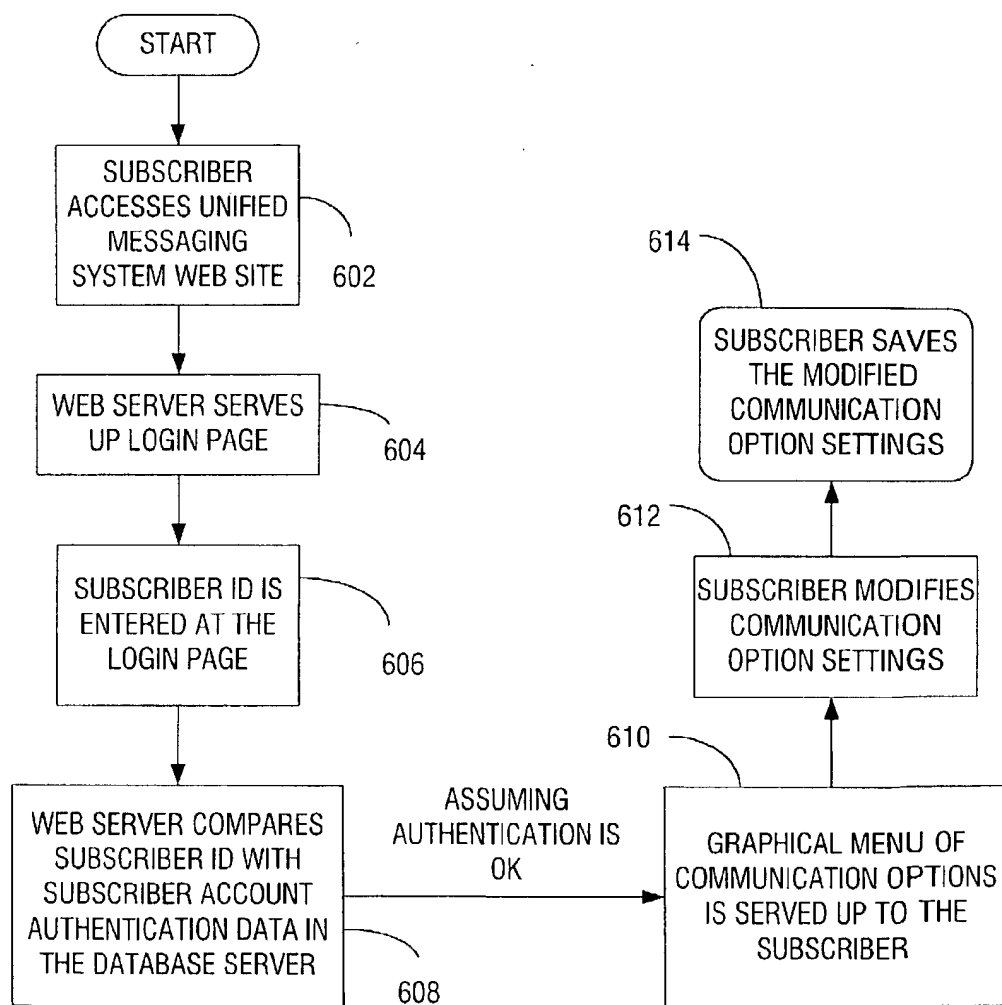 START
SUBSCRIBER
ACCESSES UNIFIED
MESSAGING
SYSTEM WEB SITE
602
WEB SERVER SERVES
UP LOGIN PAGE
604
SUBSCRIBER ID IS
ENTERED AT THE
LOGIN PAGE
606
WEB SERVER COMPARES
SUBSCRIBER ID WITH
SUBSCRIBER ACCOUNT
AUTHENTICATION DATA IN
THE DATABASE SERVER
608
ASSUMING
AUTHENTICATION IS
OK
610
GRAPHICAL MENU OF
COMMUNICATION OPTIONS
IS SERVED UP TO THE
SUBSCRIBER
612
SUBSCRIBER MODIFIES
COMMUNICATION
OPTION SETTINGS
614
SUBSCRIBER SAVES
THE MODIFIED
COMMUNICATION
OPTION SETTINGS